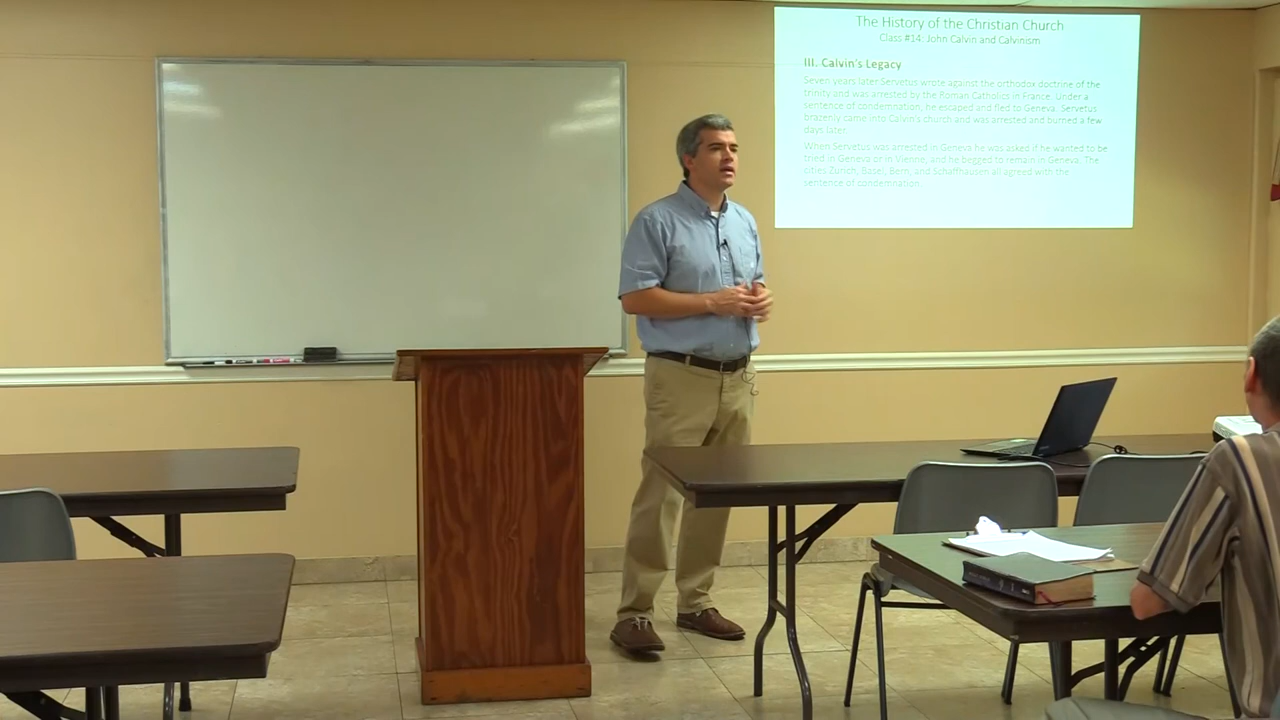 The History of the Christian Church
Class #14: John Calvin and Calvinism
III. Calvin's Legacy
Seven years later Servetus wrote against the orthodox doctrine of the
trinity and was arrested by the Roman Catholics in France. Under a
sentence of condemnation, he escaped and fled to Geneva. Servetus
brazenly came into Calvin's church and was arrested and burned a few
days later.
When Servetus was arrested in Geneva he was asked if he wanted to be
tried in Geneva or in Vienne, and he begged to remain in Geneva. The
cities Zurich, Basel, Bern, and Schaffhausen all agreed with the
sentence of condemnation.